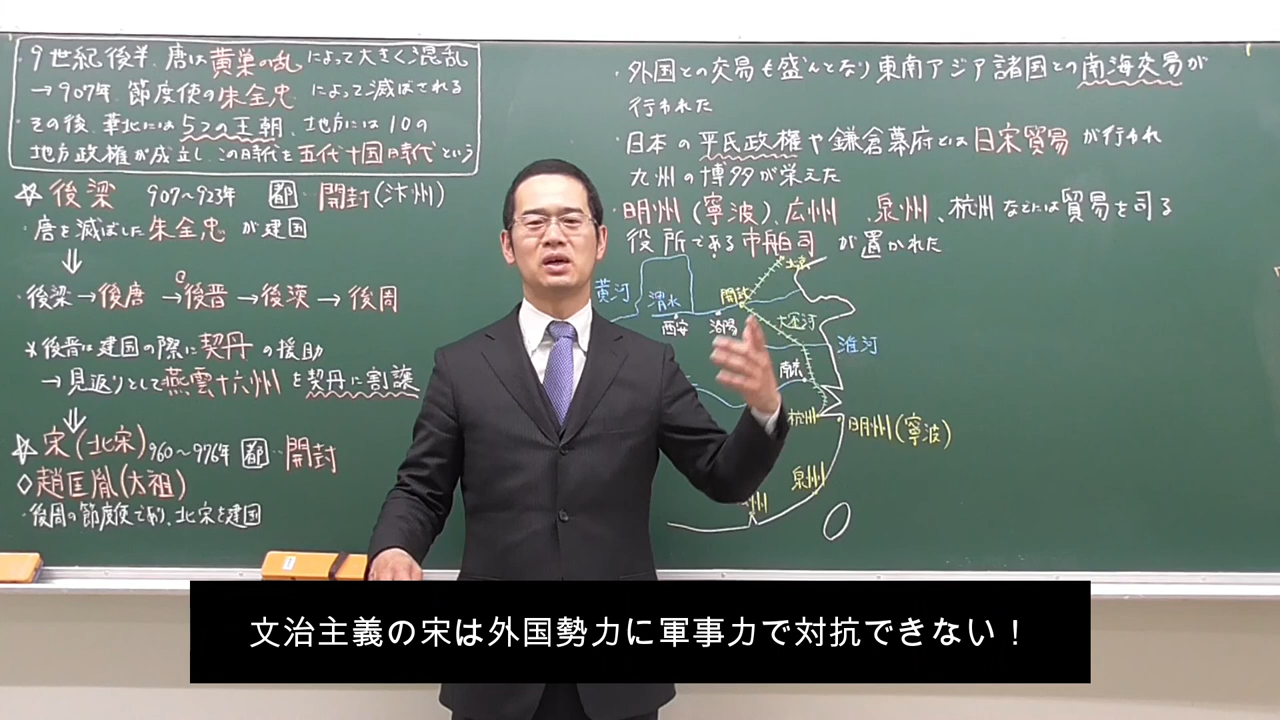 9世紀後半、唐は黄巣の乱によって大きく混乱
→907年、節度使の朱全忠によって滅ぼされる
その後、華北には5つの王朝、地方には10の
地方政権が成立し、この時代を五代十国時代という
☆後梁 907〜923年 都:開封(汴州)
・唐を滅ぼした朱全忠が建国
⇓
・後梁→後唐→後晋→後漢→後周
*後晋は建国の際に契丹の援助
→見返りとして燕雲十六州を契丹に割譲
⇓
☆宋(北宋) 960〜976年 都:開封
◇趙匡胤(太祖)
・後周の節度使であり、北宋を建国
・外国との交易も盛んとなり東南アジア諸国との南海交易が
行われた
・日本の平氏政権や鎌倉幕府とは日宋貿易が行われ
九州の博多が栄えた
・明州(寧波)、広州、泉州、杭州などには貿易を司る
役所である市舶司が置かれた
黄河
渭水
開封
西安
洛陽
大運河
淮河
杭州
明州(寧波)
泉州
州
文治主義の宋は外国勢力に軍事力で対抗できない!